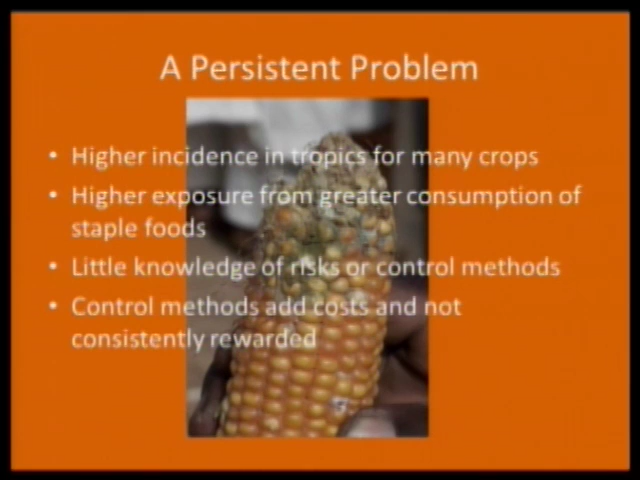 A Persistent Problem
• Higher incidence in tropics for many crops
• Higher exposure from greater consumption of
staple foods
• Little knowledge of risks or control methods
• Control methods add costs and not
consistently rewarded